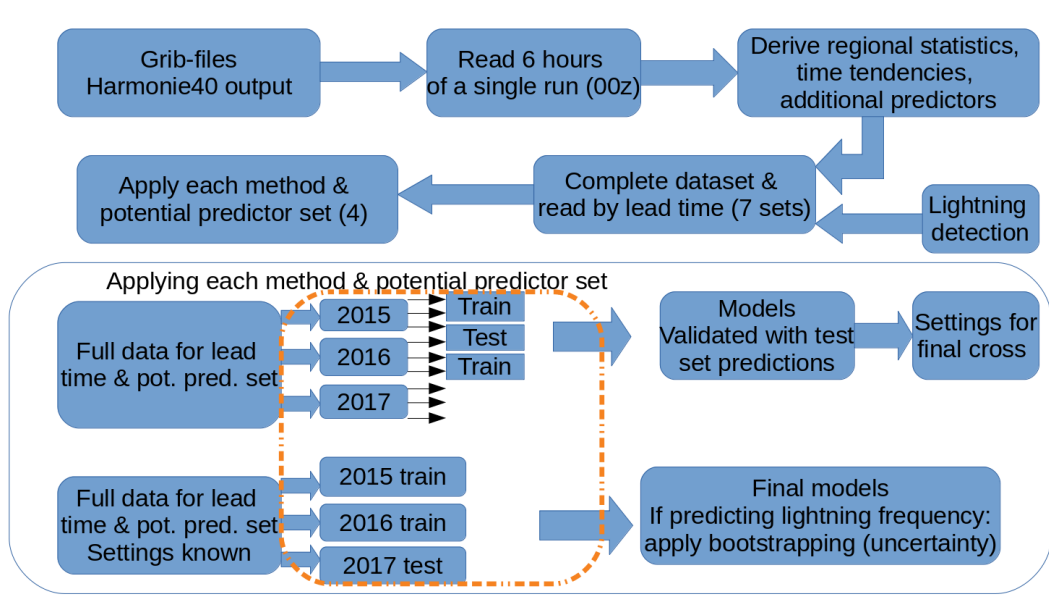 Grib-files
Harmonie40 output
Read 6 hours
of a single run (00z)
Derive regional statistics,
time tendencies,
additional predictors
Apply each method &
potential predictor set (4)
Complete dataset &
read by lead time (7 sets)
Lightning
detection
Applying each method & potential predictor set
Full data for lead
time & pot. pred. set
2015
2016
2017
Train
Test
Train
Models
Validated with test
set predictions
Settings for
final cross
Full data for lead
time & pot. pred. set
Settings known
2015 train
2016 train
2017 test
Final models
If predicting lightning frequency:
apply bootstrapping (uncertainty)